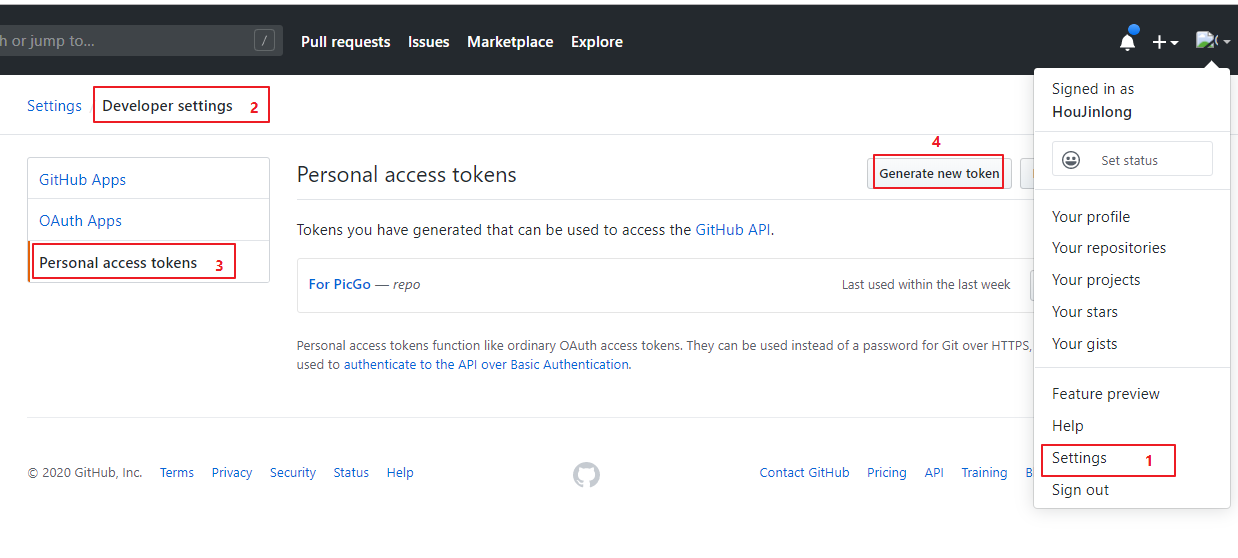 h or jump to... / Pull requests Issues Marketplace Explore
Signed in as
HouJinlong
Settings / Developer settings 2
Set status
4
Personal access tokens Generate new token
GitHub Apps
OAuth Apps
Personal access tokens 3
Tokens you have generated that can be used to access the GitHub API.
For PicGo — repo Last used within the last week
Personal access tokens function like ordinary OAuth access tokens. They can be used instead of a password for Git over HTTPS,
used to authenticate to the API over Basic Authentication.
Your profile
Your repositories
Your projects
Your stars
Your gists
Feature preview
Help
Settings 1
Sign out
© 2020 GitHub, Inc. Terms Privacy Security Status Help Contact GitHub Pricing API Training